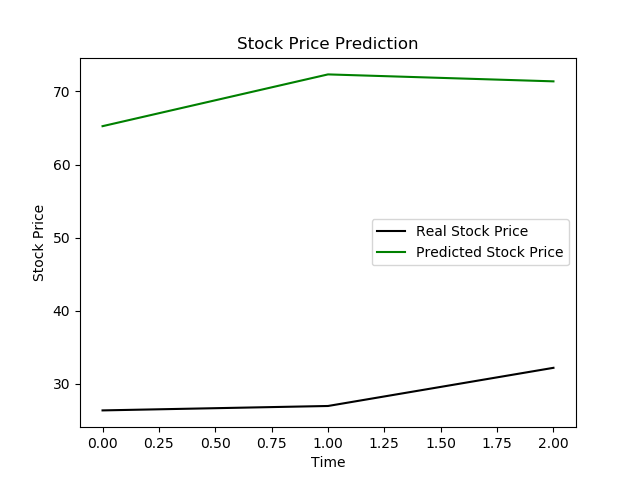 Stock Price Prediction
Stock Price
70
60
50
40
30
Real Stock Price
Predicted Stock Price
0.00 0.25 0.50 0.75 1.00 1.25 1.50 1.75 2.00
Time